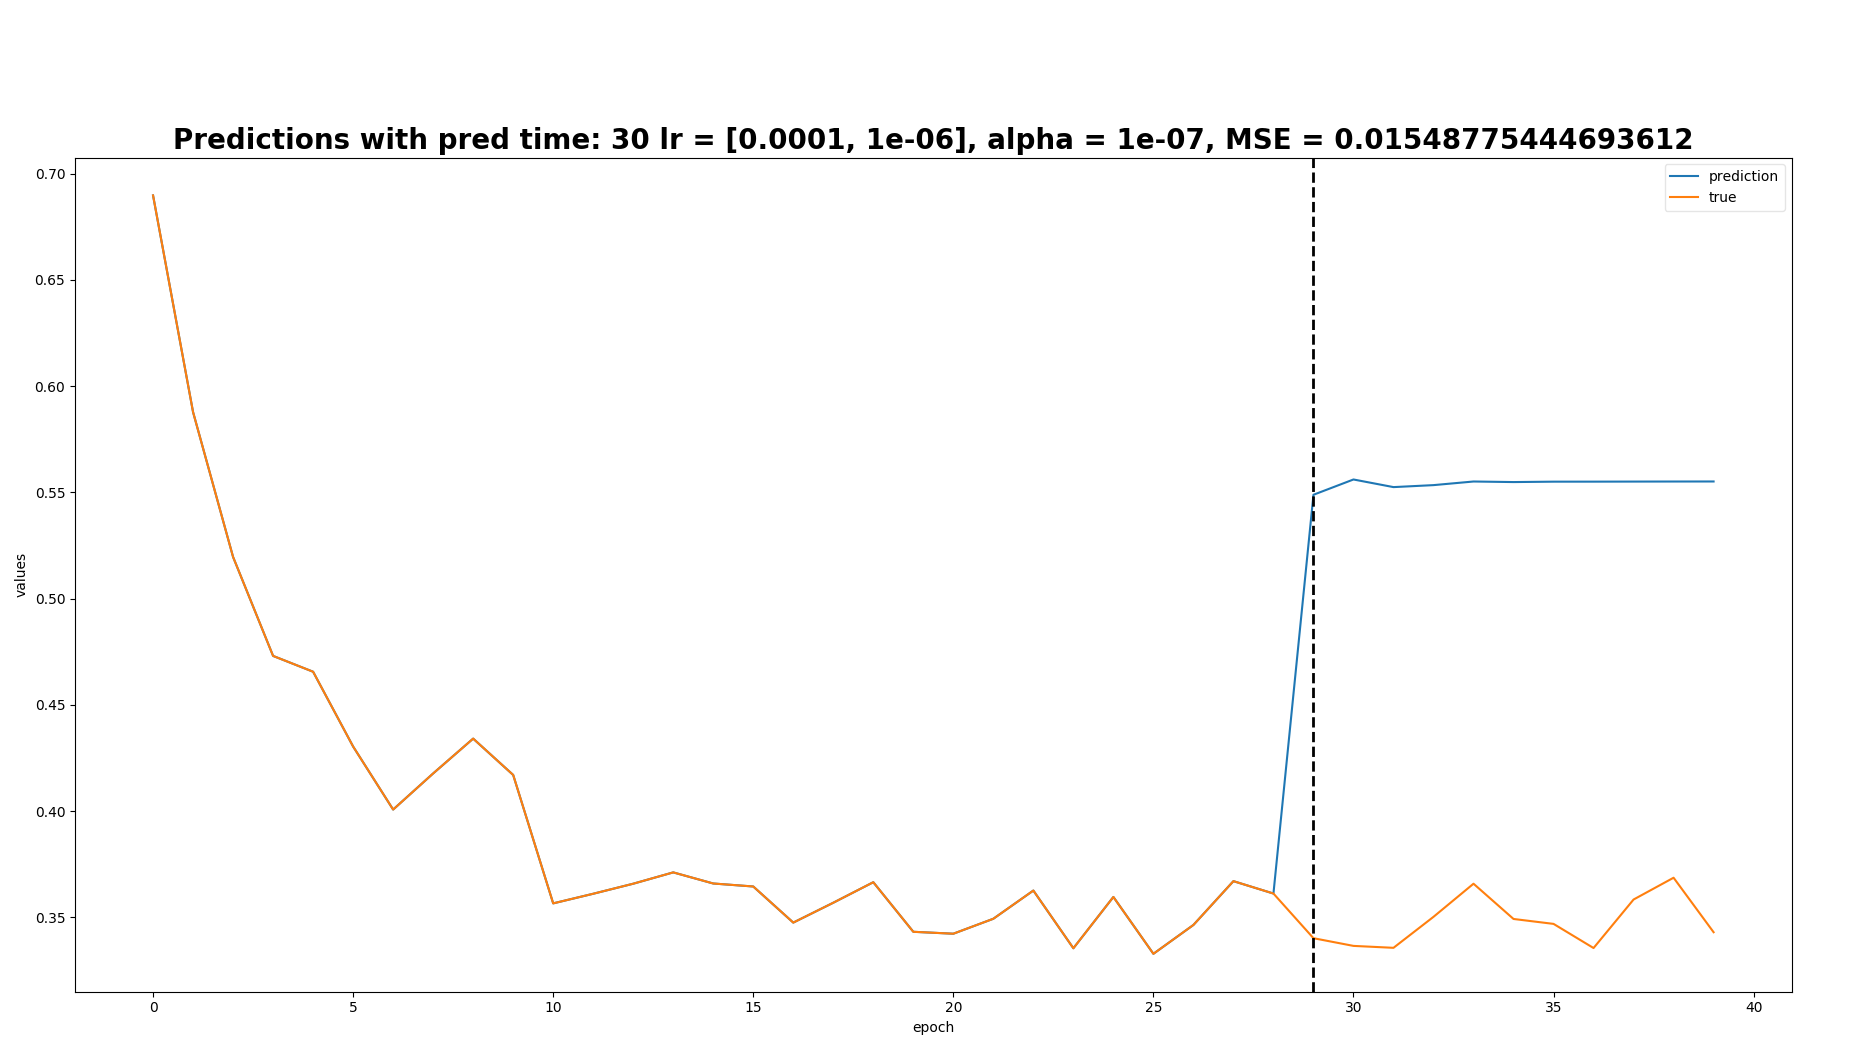 Predictions with pred time: 30 lr = [0.0001, 1e-06], alpha = 1e-07, MSE = 0.01548775444693612
prediction
true
0.70
0.65
0.60
0.55
0.50
0.45
0.40
0.35
values
0 5 10 15 20 25 30 35 40
epoch